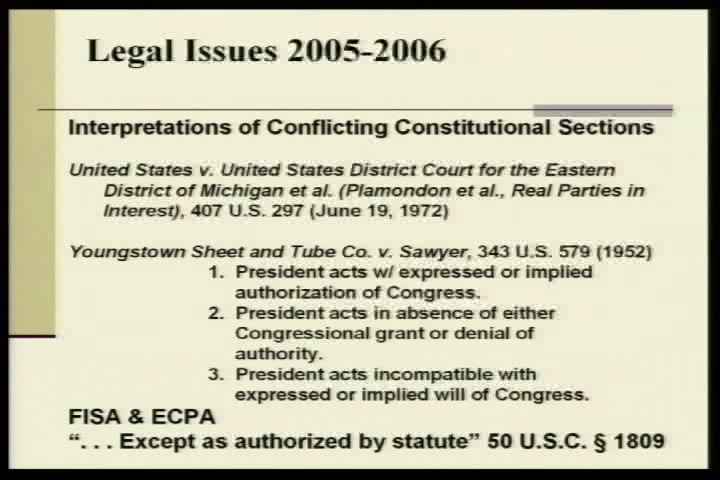 Legal Issues 2005-2006
Interpretations of Conflicting Constitutional Sections
United States v. United States District Court for the Eastern
District of Michigan et al. (Plamondon et al., Real Parties in
Interest), 407 U.S. 297 (June 19, 1972)
Youngstown Sheet and Tube Co. v. Sawyer, 343 U.S. 579 (1952)
1. President acts w/ expressed or implied
authorization of Congress.
2. President acts in absence of either
Congressional grant or denial of
authority.
3. President acts incompatible with
expressed or implied will of Congress.
FISA & ECPA
“. . . Except as authorized by statute” 50 U.S.C. § 1809